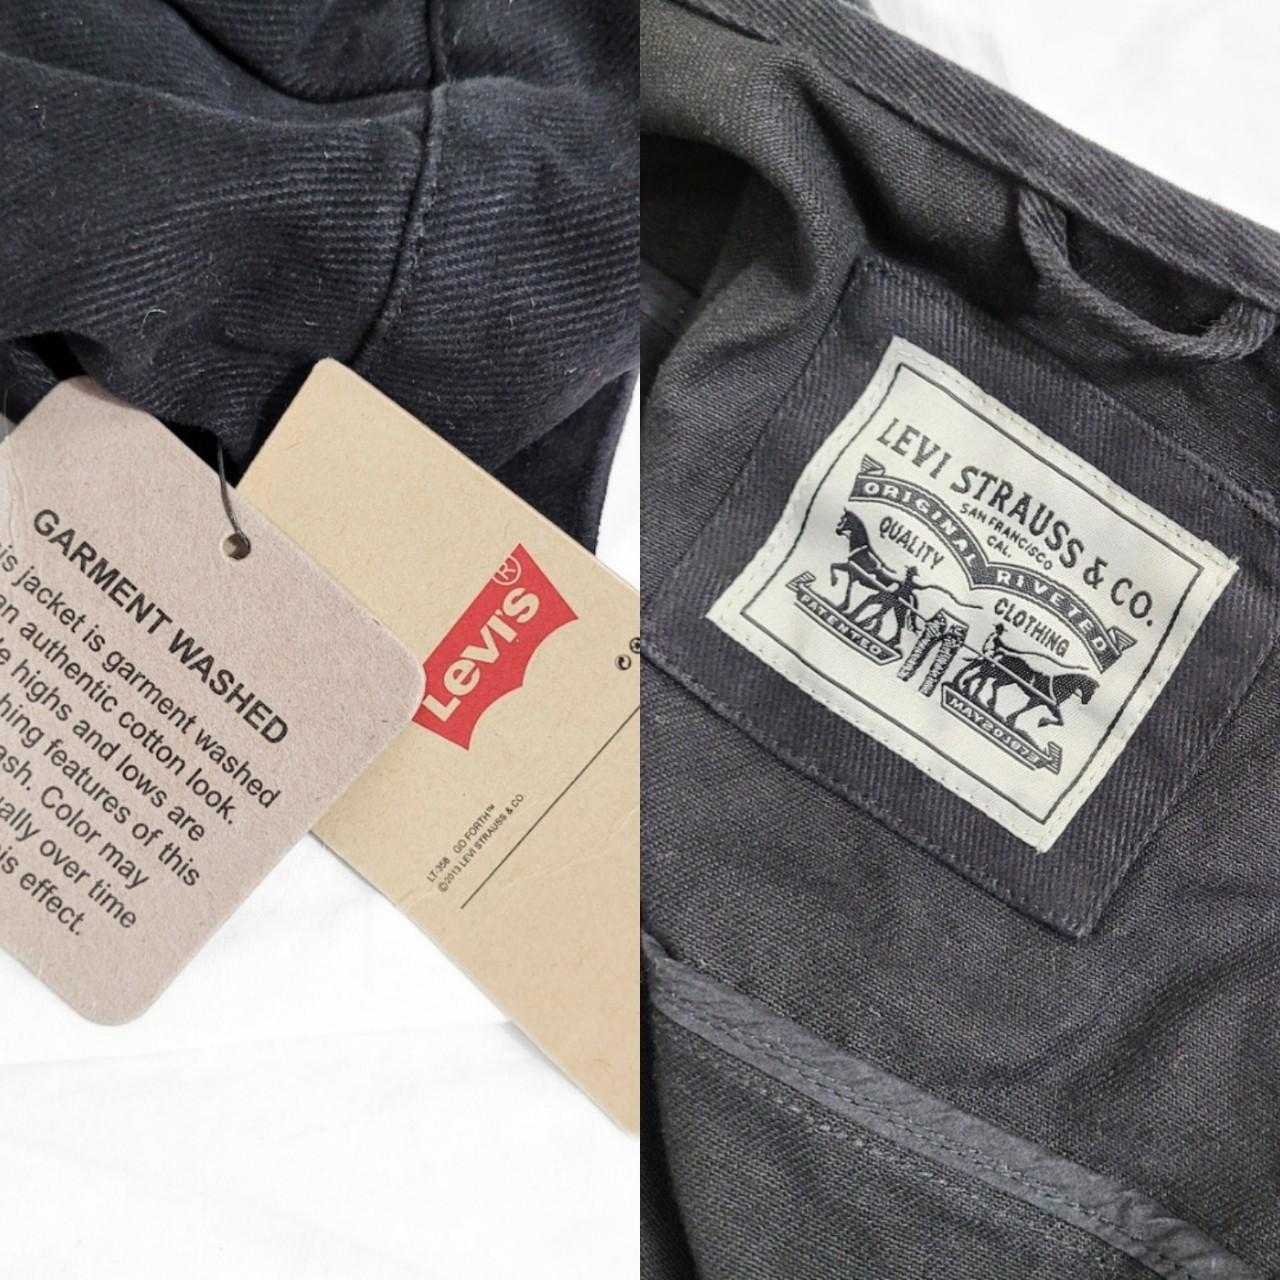 GARMENT WASHED
is jacket is garment washed
an authentic cotton look.
e highs and lows are
hing features of this
ash. Color may
ually over time
is effect.
Levi's®
LT-358 GO FORTH™
©2013 LEVI STRAUSS & CO.
LEVI STRAUSS & CO.
SAN FRANCISCO
CAL.
ORIGINAL RIVETED
QUALITY
CLOTHING
PATENTED
MAY 20 1873